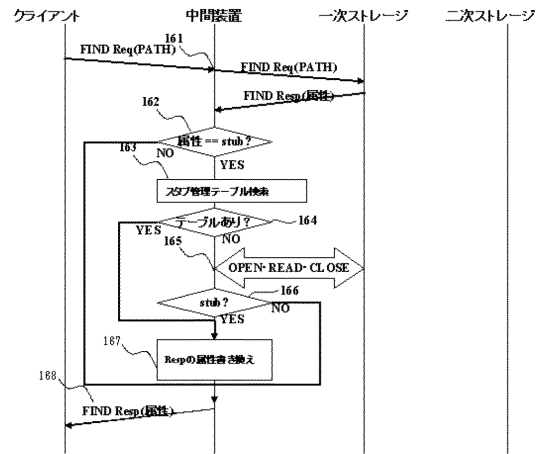 クライアント 中間装置 一次ストレージ 二次ストレージ
161
FIND Req(PATH)
FIND Req(PATH)
FIND Resp(属性)
162
属性 == stub?
NO
YES
163
スタブ管理テーブル検索
テーブルあり?
164
YES
NO
165
OPEN-READ-CLOSE
166
stub?
NO
YES
167
Respの属性書き換え
168
FIND Resp(属性)